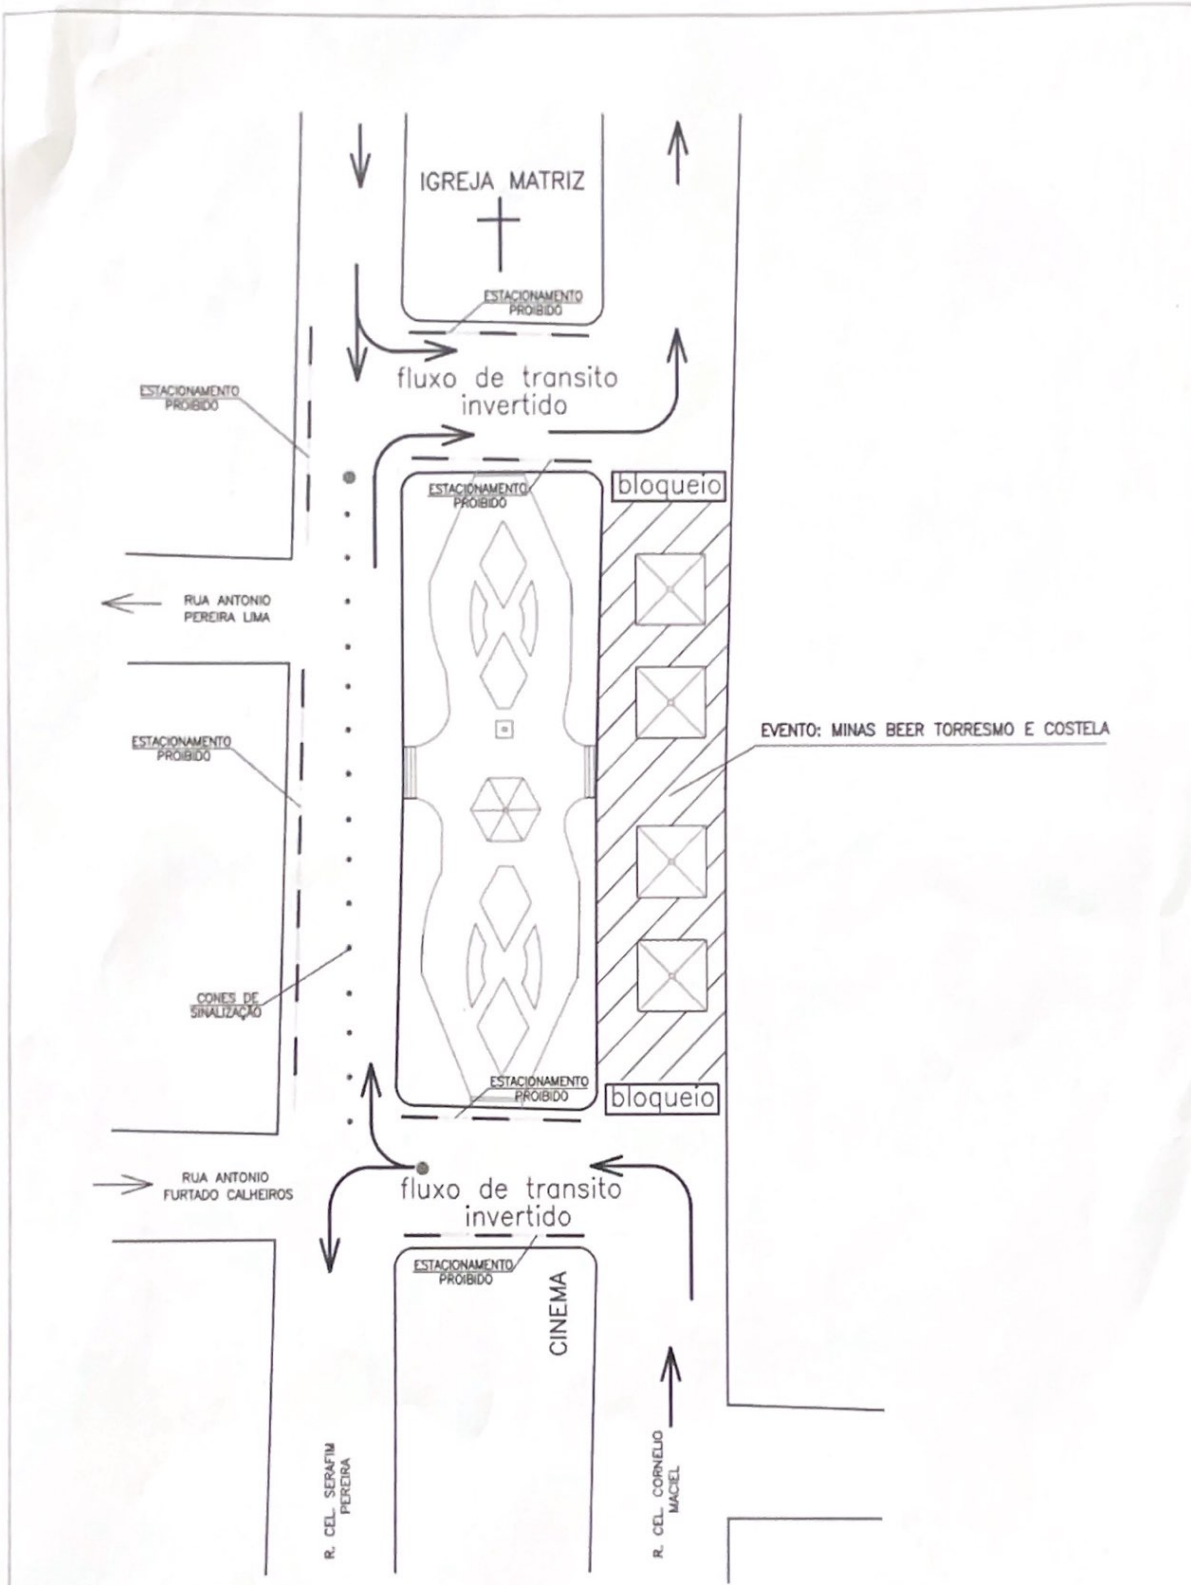 IGREJA MATRIZ
ESTACIONAMENTO
PROIBIDO
fluxo de transito
invertido
ESTACIONAMENTO
PROIBIDO
ESTACIONAMENTO
PROIBIDO
bloqueio
RUA ANTONIO
PEREIRA LIMA
EVENTO: MINAS BEER TORRESMO E COSTELA
ESTACIONAMENTO
PROIBIDO
CONES DE
SINALIZAÇÃO
ESTACIONAMENTO
PROIBIDO
bloqueio
RUA ANTONIO
FURTADO CALHEIROS
fluxo de transito
invertido
ESTACIONAMENTO
PROIBIDO
CINEMA
R. CEL. SERAFIM
PEREIRA
R. CEL. CORNELIO
MACIEL